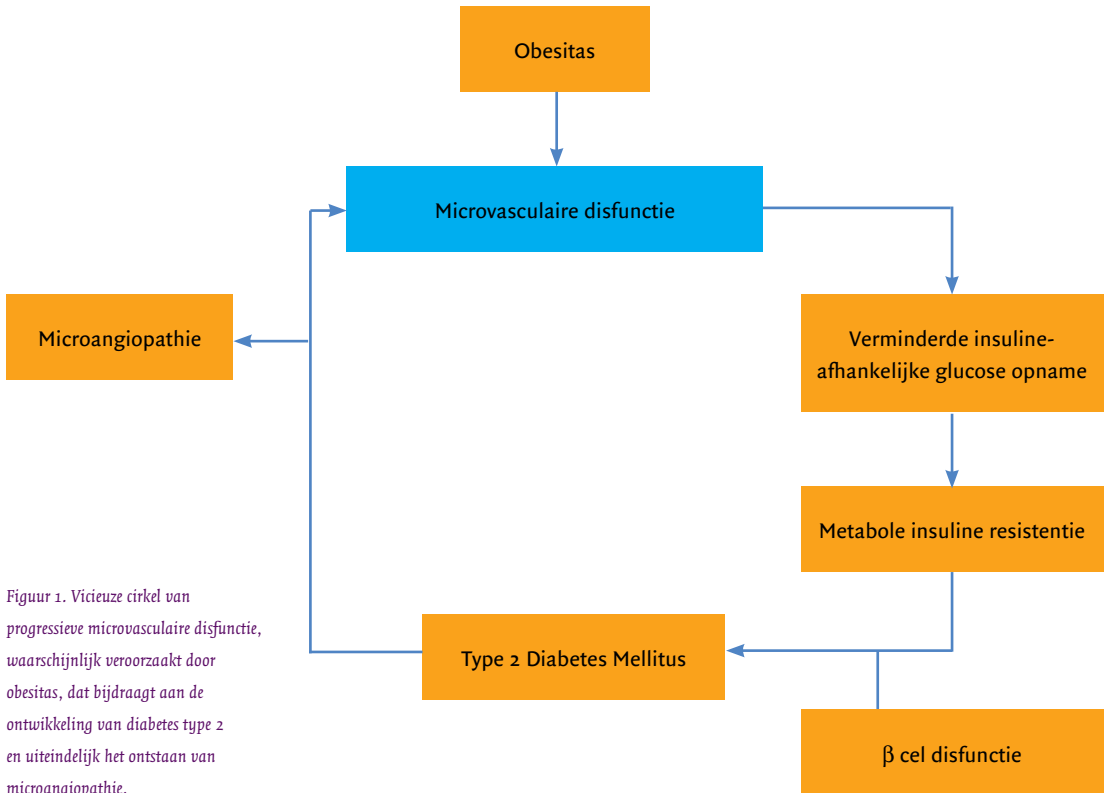 Obesitas
Microvasculaire disfunctie
Microangiopathie
Verminderde insuline-
afhankelijke glucose opname
Metabole insuline resistentie
Type 2 Diabetes Mellitus
β cel disfunctie
Figuur 1. Vicieuze cirkel van
progressieve microvasculaire disfunctie,
waarschijnlijk veroorzaakt door
obesitas, dat bijdraagt aan de
ontwikkeling van diabetes type 2
en uiteindelijk het ontstaan van
microangiopathie.